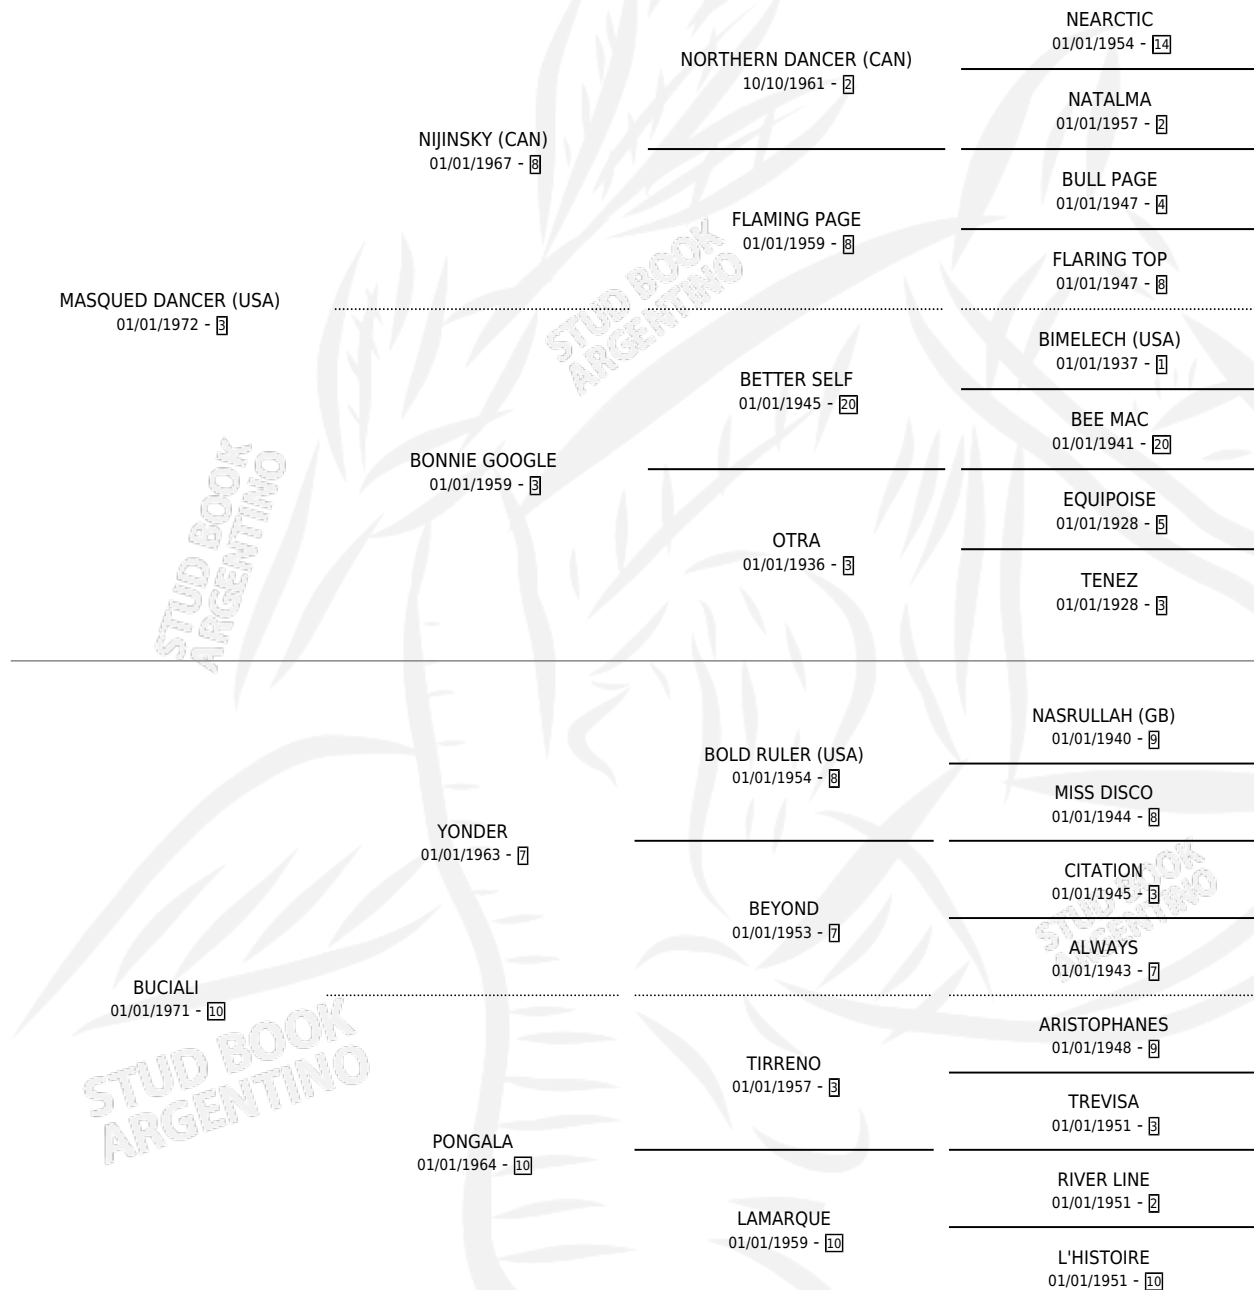 NEARCTIC
01/01/1954 - 14
NORTHERN DANCER (CAN)
10/10/1961 - 2
NATALMA
01/01/1957 - 2
NIJINSKY (CAN)
01/01/1967 - 8
BULL PAGE
01/01/1947 - 4
FLAMING PAGE
01/01/1959 - 8
FLARING TOP
01/01/1947 - 8
MASQUED DANCER (USA)
01/01/1972 - 3
BIMELECH (USA)
01/01/1937 - 1
BETTER SELF
01/01/1945 - 20
BEE MAC
01/01/1941 - 20
BONNIE GOOGLE
01/01/1959 - 3
EQUIPOISE
01/01/1928 - 5
OTRA
01/01/1936 - 3
TENEZ
01/01/1928 - 3
NASRULLAH (GB)
01/01/1940 - 9
BOLD RULER (USA)
01/01/1954 - 8
MISS DISCO
01/01/1944 - 8
YONDER
01/01/1963 - 7
CITATION
01/01/1945 - 3
BEYOND
01/01/1953 - 7
ALWAYS
01/01/1943 - 7
BUCIALI
01/01/1971 - 10
ARISTOPHANES
01/01/1948 - 9
TIRRENO
01/01/1957 - 3
TREVISA
01/01/1951 - 3
PONGALA
01/01/1964 - 10
RIVER LINE
01/01/1951 - 2
LAMARQUE
01/01/1959 - 10
L'HISTOIRE
01/01/1951 - 10
STUD BOOK
ARGENTINO
STUD BOOK
ARGENTINO
STUD BOOK
ARGENTINO
STUD BOOK
ARGENTINO